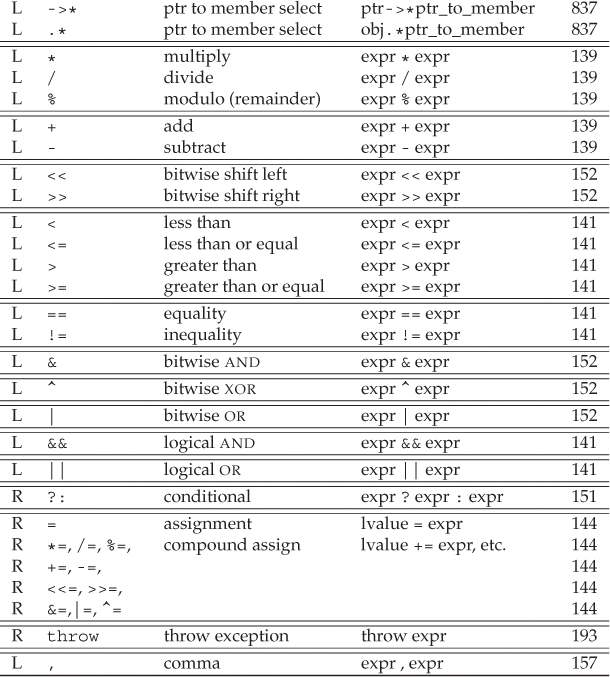 L ->* ptr to member select ptr->*ptr_to_member 837
L .* ptr to member select obj.*ptr_to_member 837
L * multiply expr * expr 139
L / divide expr / expr 139
L % modulo (remainder) expr % expr 139
L + add expr + expr 139
L - subtract expr - expr 139
L << bitwise shift left expr << expr 152
L >> bitwise shift right expr >> expr 152
L < less than expr < expr 141
L <= less than or equal expr <= expr 141
L > greater than expr > expr 141
L >= greater than or equal expr >= expr 141
L == equality expr == expr 141
L != inequality expr != expr 141
L & bitwise AND expr & expr 152
L ^ bitwise XOR expr ^ expr 152
L | bitwise OR expr | expr 152
L && logical AND expr && expr 141
L || logical OR expr || expr 141
R ?: conditional expr ? expr : expr 151
R = assignment lvalue = expr 144
R *=, /=, %=, compound assign lvalue += expr, etc. 144
R +=, -=, 144
R <<=, >>=, 144
R &=,|=, ^= 144
R throw throw exception throw expr 193
L , comma expr , expr 157